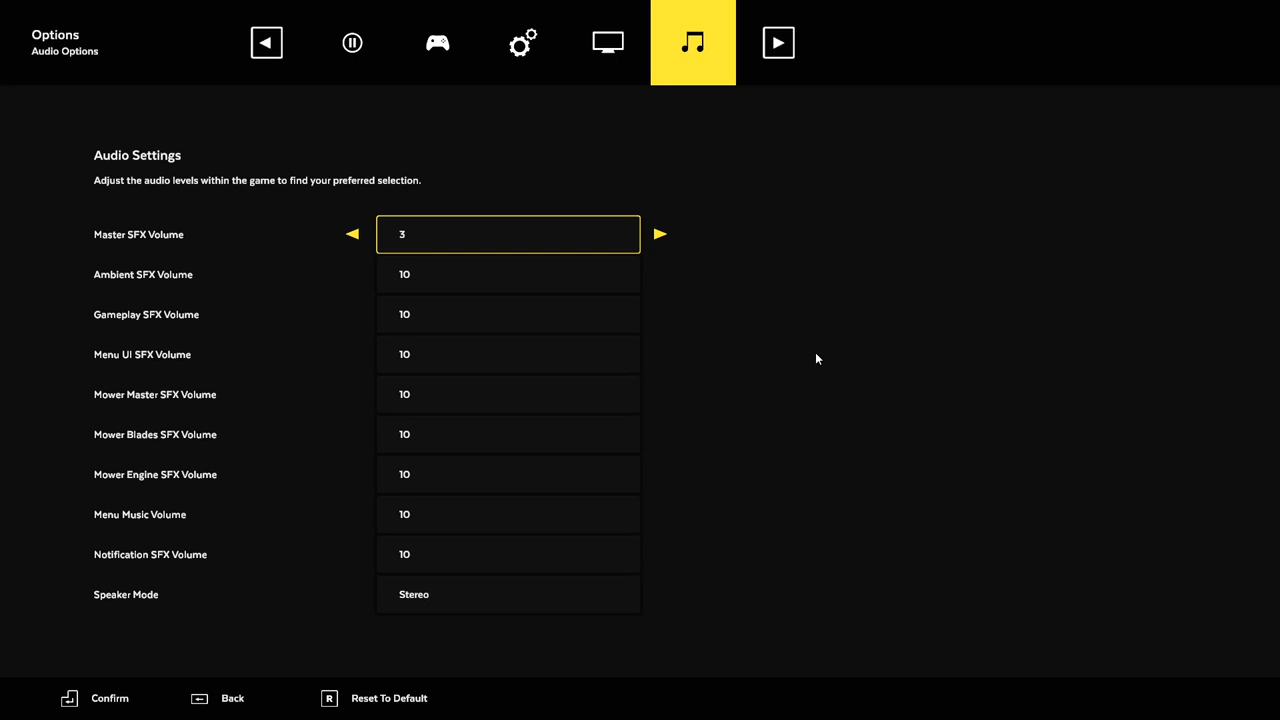 Options
Audio Options
Audio Settings
Adjust the audio levels within the game to find your preferred selection.
Master SFX Volume 3
Ambient SFX Volume 10
Gameplay SFX Volume 10
Menu UI SFX Volume 10
Mower Master SFX Volume 10
Mower Blades SFX Volume 10
Mower Engine SFX Volume 10
Menu Music Volume 10
Notification SFX Volume 10
Speaker Mode Stereo
Confirm Back R Reset To Default